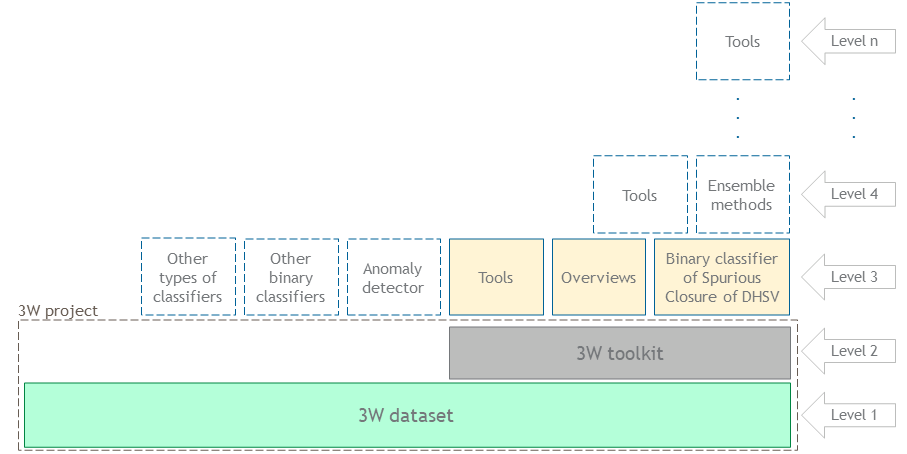 Tools
Level n
Tools
Ensemble
methods
Level 4
Other
types of
classifiers
Other
binary
classifiers
Anomaly
detector
Tools
Overviews
Binary classifier
of Spurious
Closure of DHSV
Level 3
3W project
3W toolkit
Level 2
3W dataset
Level 1